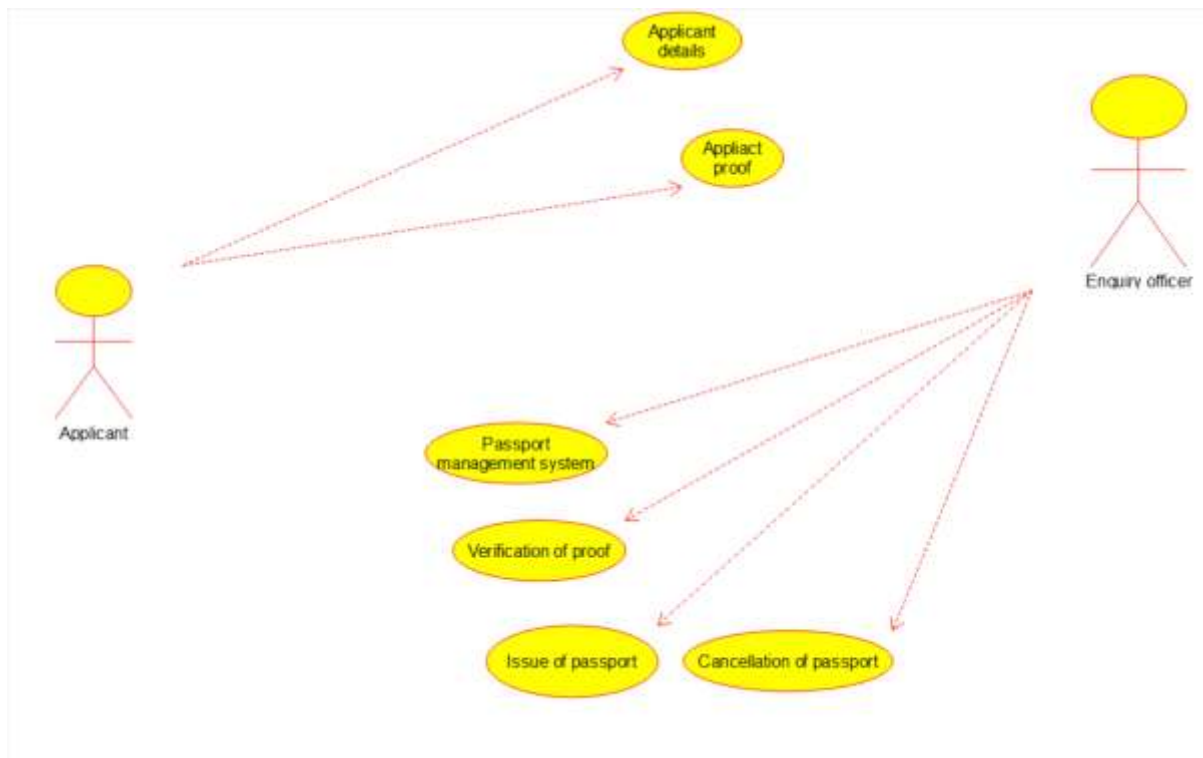 Applicant
details
Appliact
proof
Enquiry officer
Applicant
Passport
management system
Verification of proof
Issue of passport
Cancellation of passport